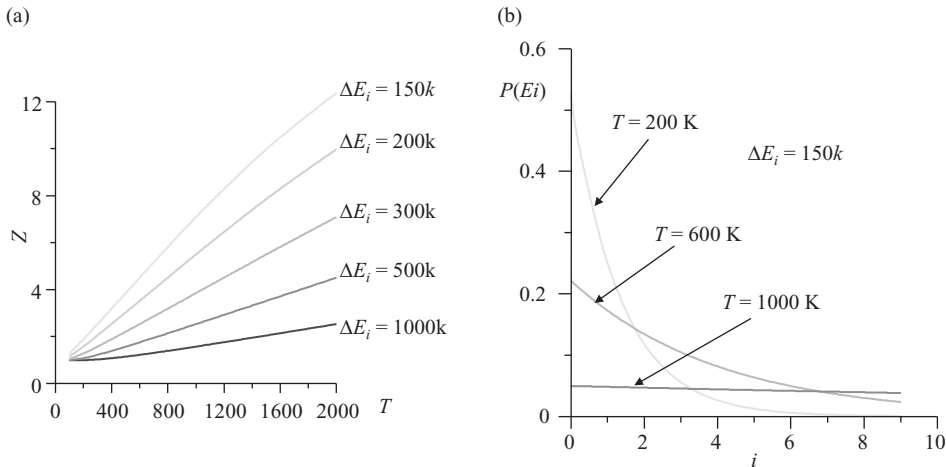 (a)
12
8
4
0
Z
0
400
800
1200
1600
2000
T
ΔE_i = 150k
ΔE_i = 200k
ΔE_i = 300k
ΔE_i = 500k
ΔE_i = 1000k
(b)
0.6
P(Ei)
0.4
0.2
0
T = 200 K
ΔE_i = 150k
T = 600 K
T = 1000 K
0
2
4
6
8
10
i